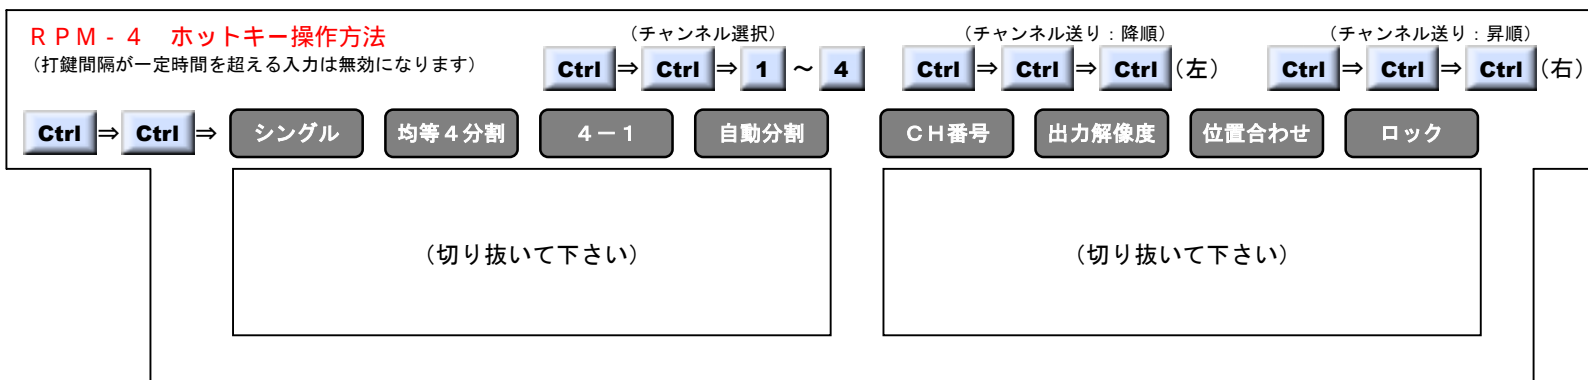 ＲＰＭ‐４　ホットキー操作方法
（打鍵間隔が一定時間を超える入力は無効になります）
（チャンネル選択）
Ctrl ⇒ Ctrl ⇒ 1 ～ 4
（チャンネル送り：降順）
Ctrl ⇒ Ctrl ⇒ Ctrl（左）
（チャンネル送り：昇順）
Ctrl ⇒ Ctrl ⇒ Ctrl（右）
Ctrl ⇒ Ctrl ⇒ シングル 均等４分割 ４－１ 自動分割 ＣＨ番号 出力解像度 位置合わせ ロック
（切り抜いて下さい）
（切り抜いて下さい）